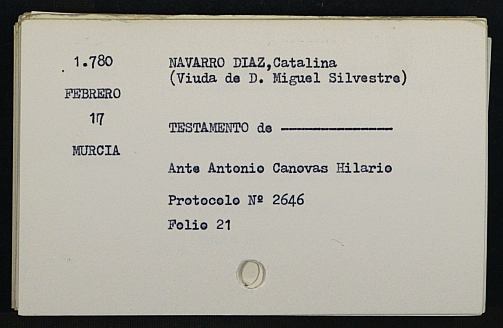 1.780
FEBRERO
17
MURCIA
NAVARRO DIAZ,Catalina
(Viuda de D. Miguel Silvestre)
TESTAMENTO de ---------------
Ante Antonio Canovas Hilario
Protocolo Nº 2646
Folio 21